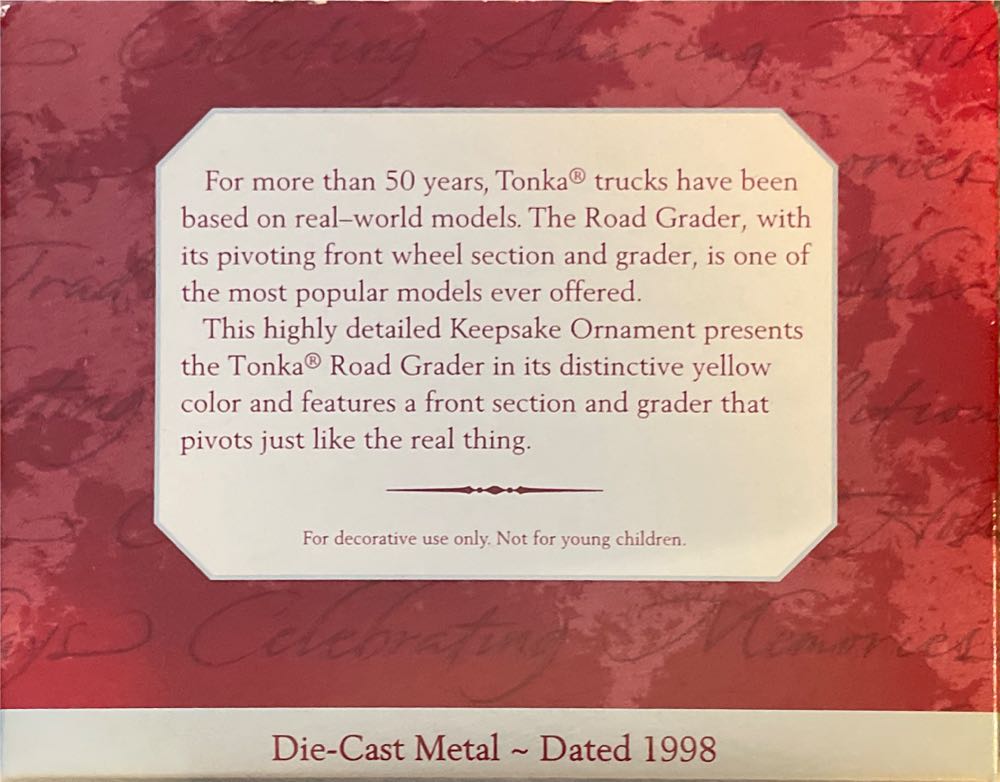 Collecting Sharing Holi
For more than 50 years, Tonka® trucks have been
based on real–world models. The Road Grader, with
its pivoting front wheel section and grader, is one of
the most popular models ever offered.
This highly detailed Keepsake Ornament presents
the Tonka® Road Grader in its distinctive yellow
color and features a front section and grader that
pivots just like the real thing.
For decorative use only. Not for young children.
Celebrating Memories
Die-Cast Metal ~ Dated 1998